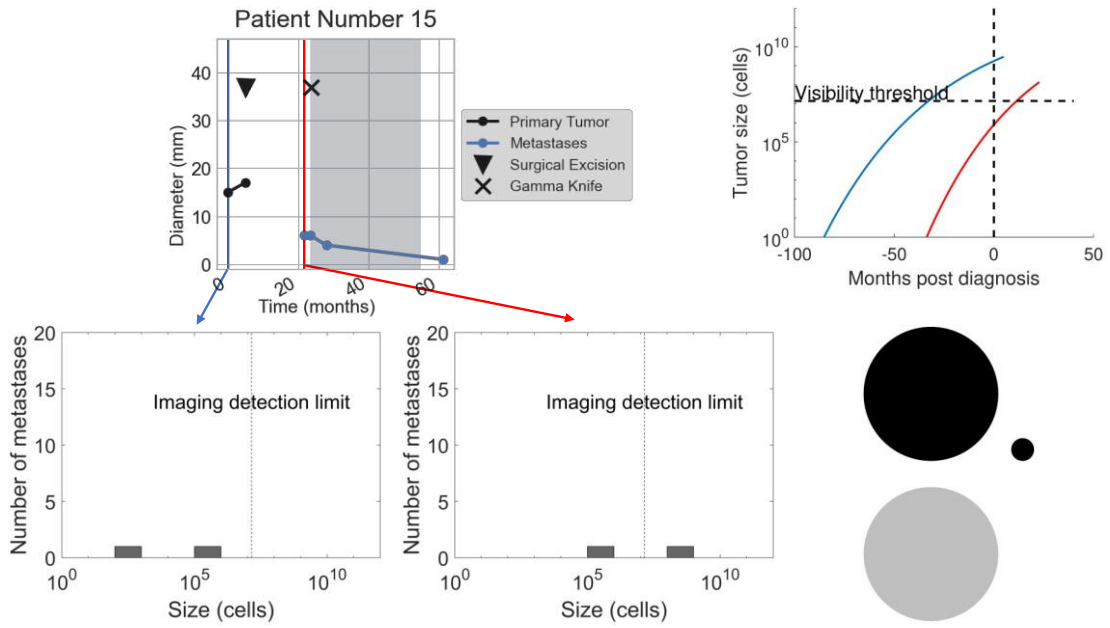 Patient Number 15
Diameter (mm)
40
30
20
10
0
0
20
40
60
Time (months)
Primary Tumor
Metastases
Surgical Excision
Gamma Knife
Tumor size (cells)
10^10
10^5
10^0
Visibility threshold
-100
-50
0
50
Months post diagnosis
Number of metastases
20
15
10
5
0
Imaging detection limit
10^0
10^5
10^10
Size (cells)
Number of metastases
20
15
10
5
0
Imaging detection limit
10^0
10^5
10^10
Size (cells)